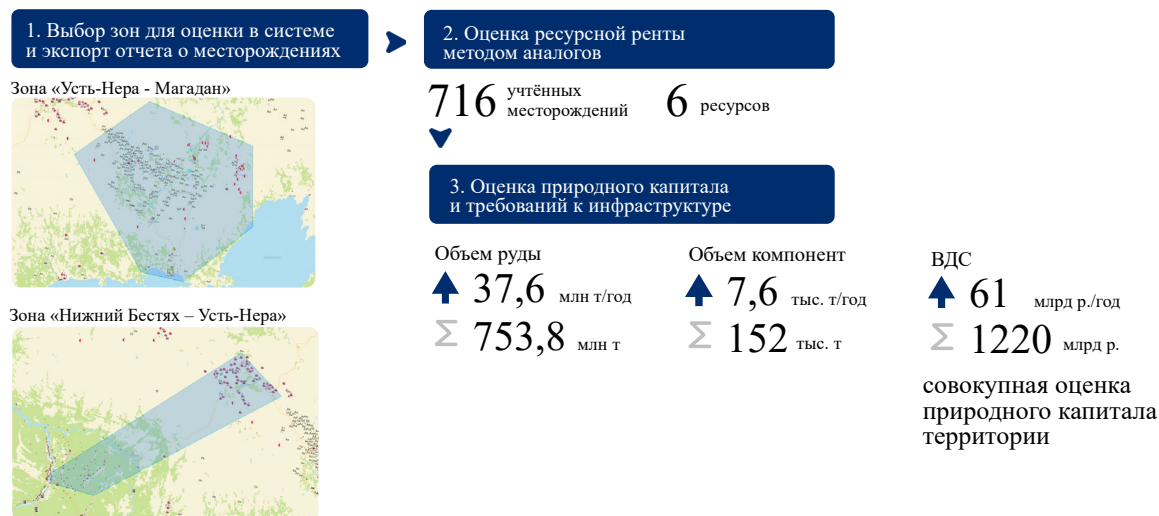 1. Выбор зон для оценки в системе
и экспорт отчета о месторождениях
2. Оценка ресурсной ренты
методом аналогов
Зона «Усть-Нера - Магадан»
716 учтённых
месторождений
6 ресурсов
3. Оценка природного капитала
и требований к инфраструктуре
Объем руды
37,6 млн т/год
Σ 753,8 млн т
Объем компонент
7,6 тыс. т/год
Σ 152 тыс. т
ВДС
61 млрд р./год
Σ 1220 млрд р.
совокупная оценка
природного капитала
территории
Зона «Нижний Бестях – Усть-Нера»